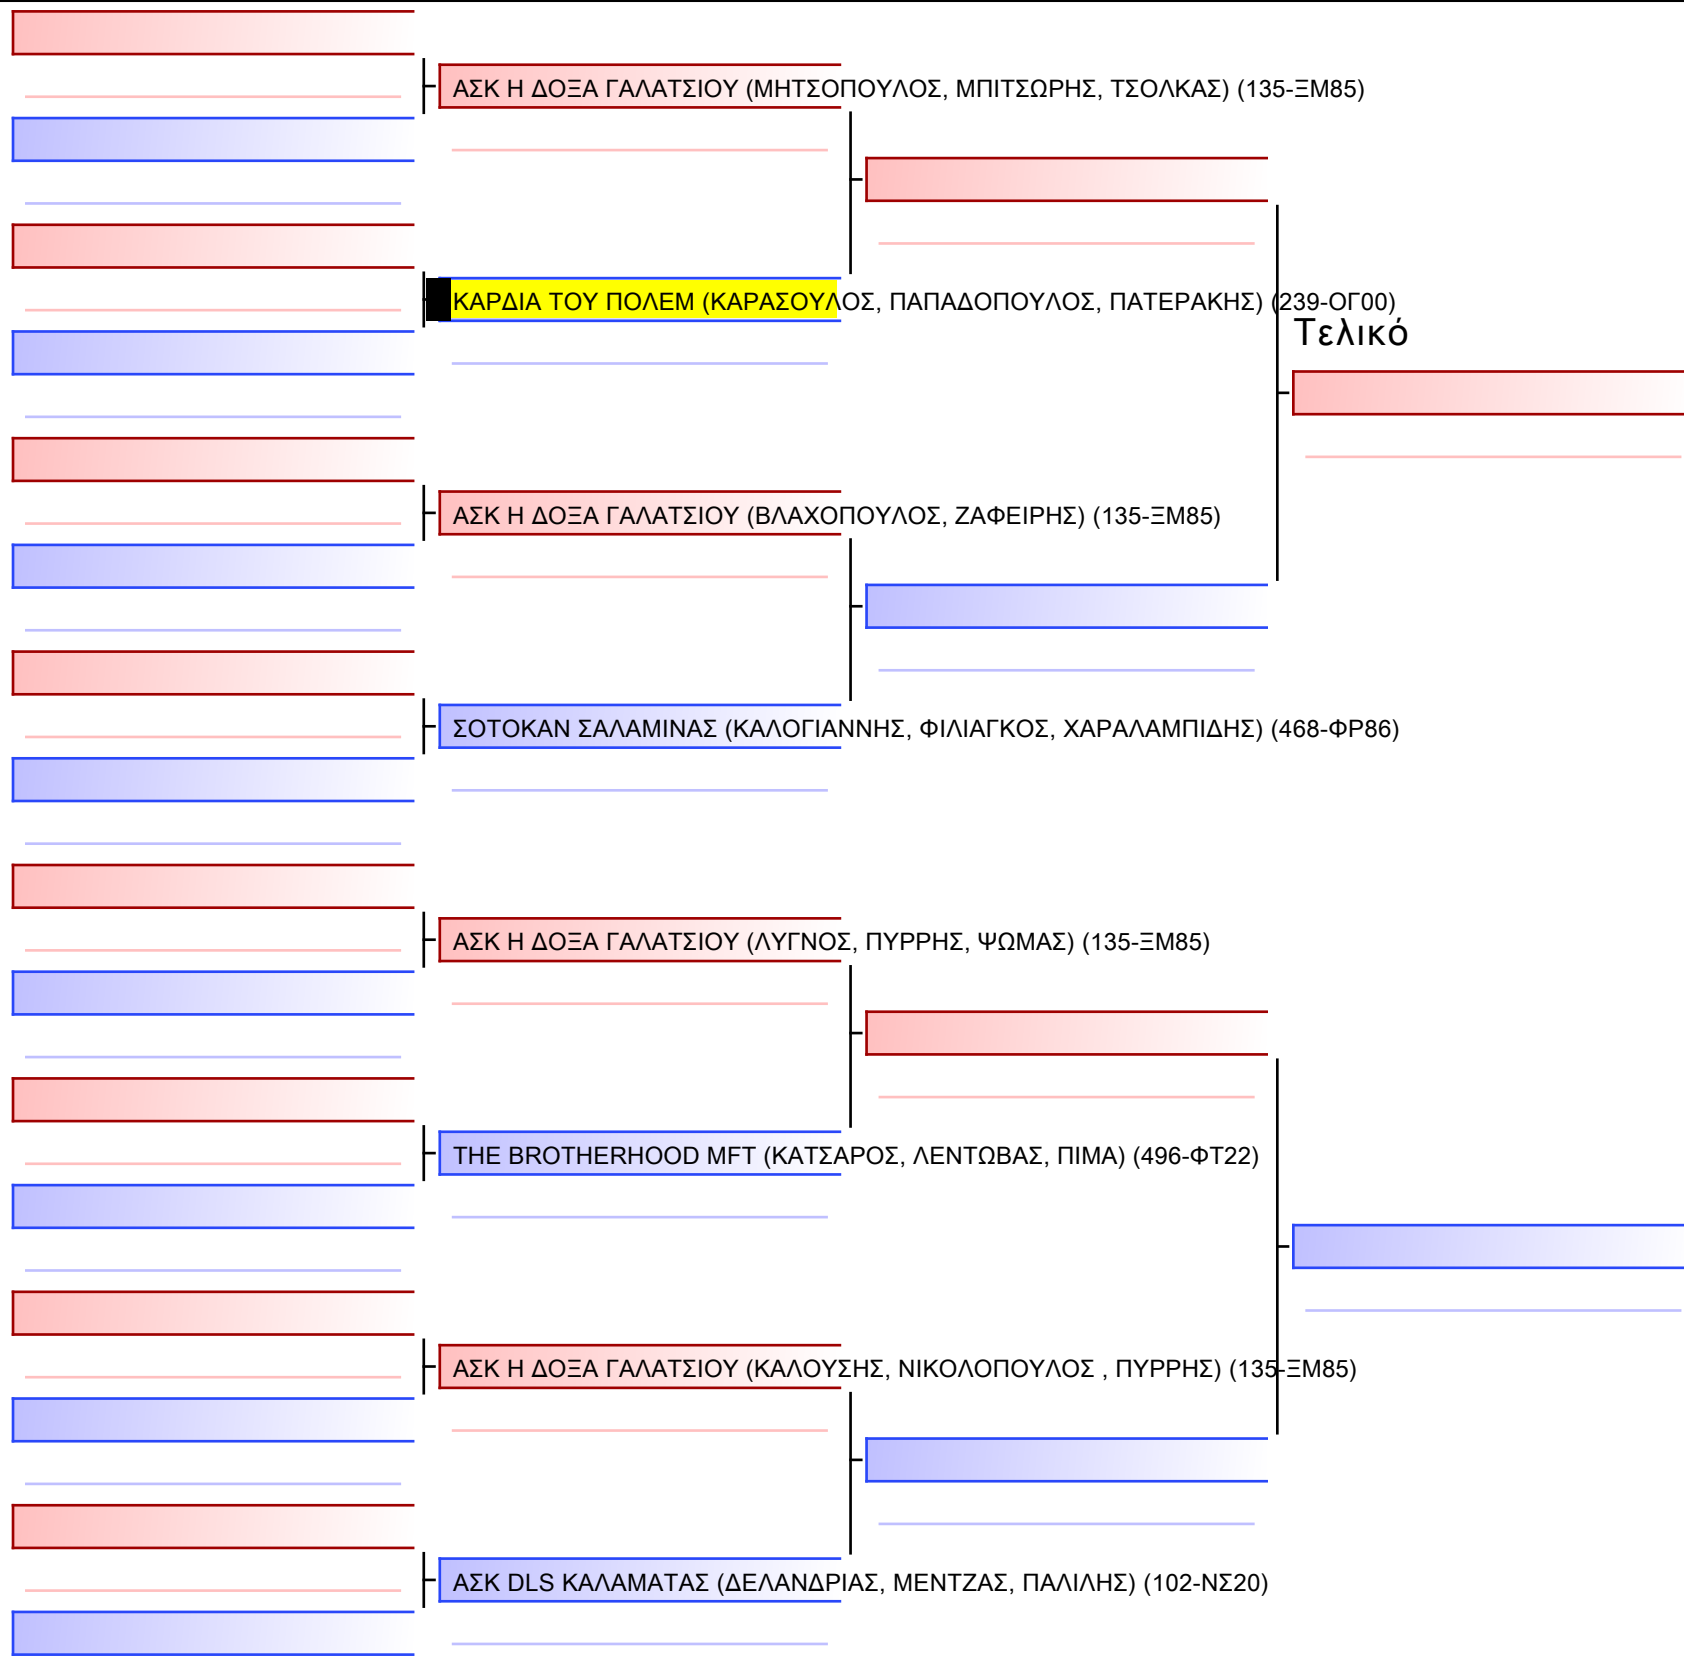 ΑΣΚ Η ΔΟΞΑ ΓΑΛΑΤΣΙΟΥ (ΜΗΤΣΟΠΟΥΛΟΣ, ΜΠΙΤΣΩΡΗΣ, ΤΣΟΛΚΑΣ) (135-ΞΜ85)
ΚΑΡΔΙΑ ΤΟΥ ΠΟΛΕΜ (ΚΑΡΑΣΟΥΛΟΣ, ΠΑΠΑΔΟΠΟΥΛΟΣ, ΠΑΤΕΡΑΚΗΣ) (239-ΟΓ00)
Τελικό
ΑΣΚ Η ΔΟΞΑ ΓΑΛΑΤΣΙΟΥ (ΒΛΑΧΟΠΟΥΛΟΣ, ΖΑΦΕΙΡΗΣ) (135-ΞΜ85)
ΣΟΤΟΚΑΝ ΣΑΛΑΜΙΝΑΣ (ΚΑΛΟΓΙΑΝΝΗΣ, ΦΙΛΙΑΓΚΟΣ, ΧΑΡΑΛΑΜΠΙΔΗΣ) (468-ΦΡ86)
ΑΣΚ Η ΔΟΞΑ ΓΑΛΑΤΣΙΟΥ (ΛΥΓΝΟΣ, ΠΥΡΡΗΣ, ΨΩΜΑΣ) (135-ΞΜ85)
THE BROTHERHOOD MFT (ΚΑΤΣΑΡΟΣ, ΛΕΝΤΩΒΑΣ, ΠΙΜΑ) (496-ΦΤ22)
ΑΣΚ Η ΔΟΞΑ ΓΑΛΑΤΣΙΟΥ (ΚΑΛΟΥΣΗΣ, ΝΙΚΟΛΟΠΟΥΛΟΣ , ΠΥΡΡΗΣ) (135-ΞΜ85)
ΑΣΚ DLS ΚΑΛΑΜΑΤΑΣ (ΔΕΛΑΝΔΡΙΑΣ, ΜΕΝΤΖΑΣ, ΠΑΛΙΛΗΣ) (102-ΝΣ20)